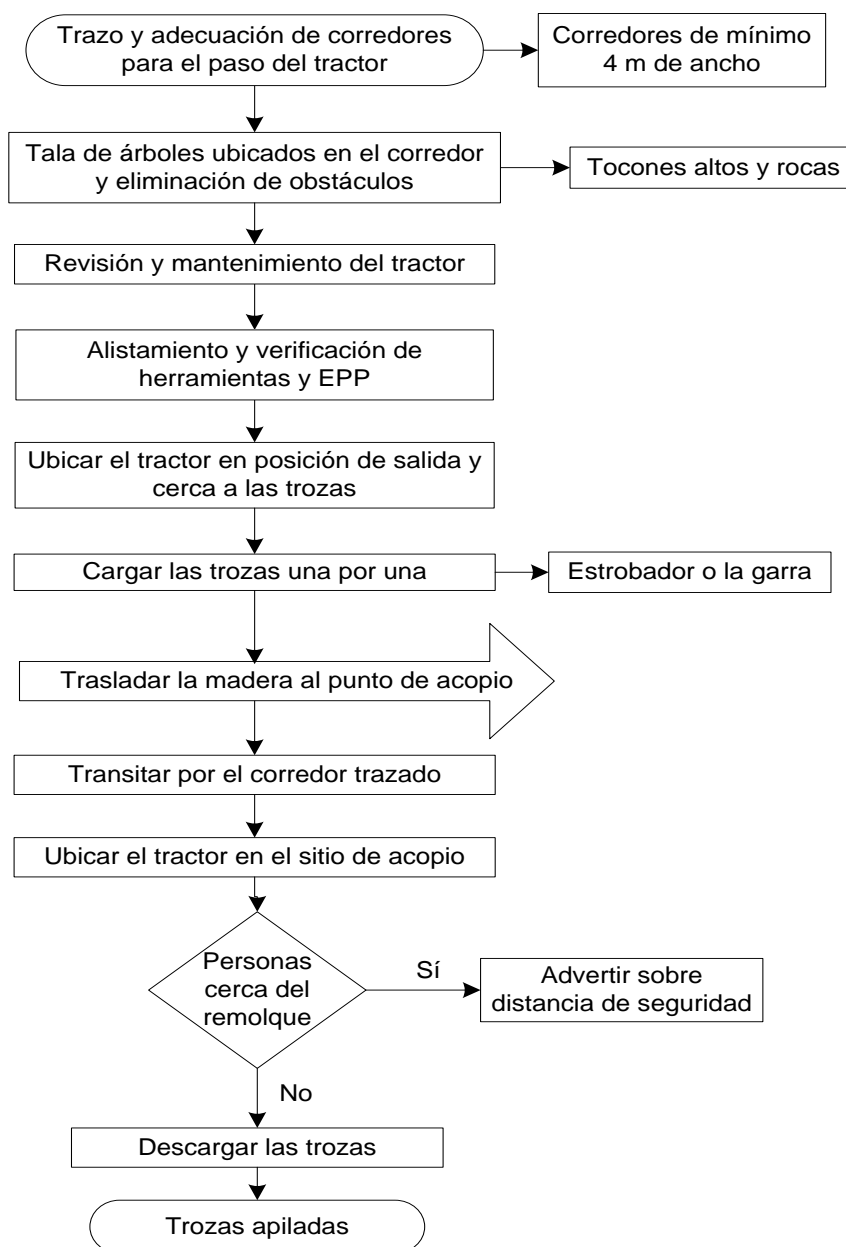 Trazo y adecuación de corredores
para el paso del tractor
Corredores de mínimo
4 m de ancho
Tala de árboles ubicados en el corredor
y eliminación de obstáculos
Tocones altos y rocas
Revisión y mantenimiento del tractor
Alistamiento y verificación de
herramientas y EPP
Ubicar el tractor en posición de salida y
cerca a las trozas
Cargar las trozas una por una
Estrobador o la garra
Trasladar la madera al punto de acopio
Transitar por el corredor trazado
Ubicar el tractor en el sitio de acopio
Personas
cerca del
remolque
Sí
Advertir sobre
distancia de seguridad
No
Descargar las trozas
Trozas apiladas